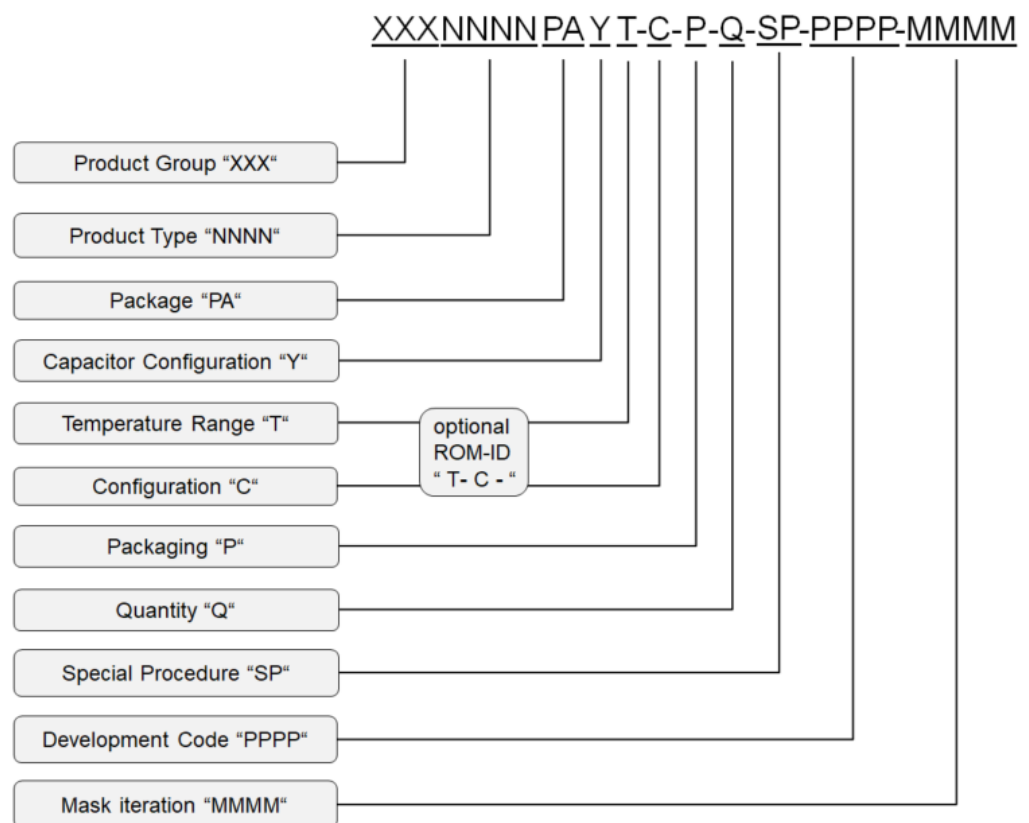 XXXNNNNPAYT-C-P-Q-SP-PPPP-MMMM
Product Group “XXX“
Product Type “NNNN“
Package “PA“
Capacitor Configuration “Y“
Temperature Range “T“
optional
ROM-ID
“ T- C - “
Configuration “C“
Packaging “P“
Quantity “Q“
Special Procedure “SP“
Development Code “PPPP“
Mask iteration “MMMM“